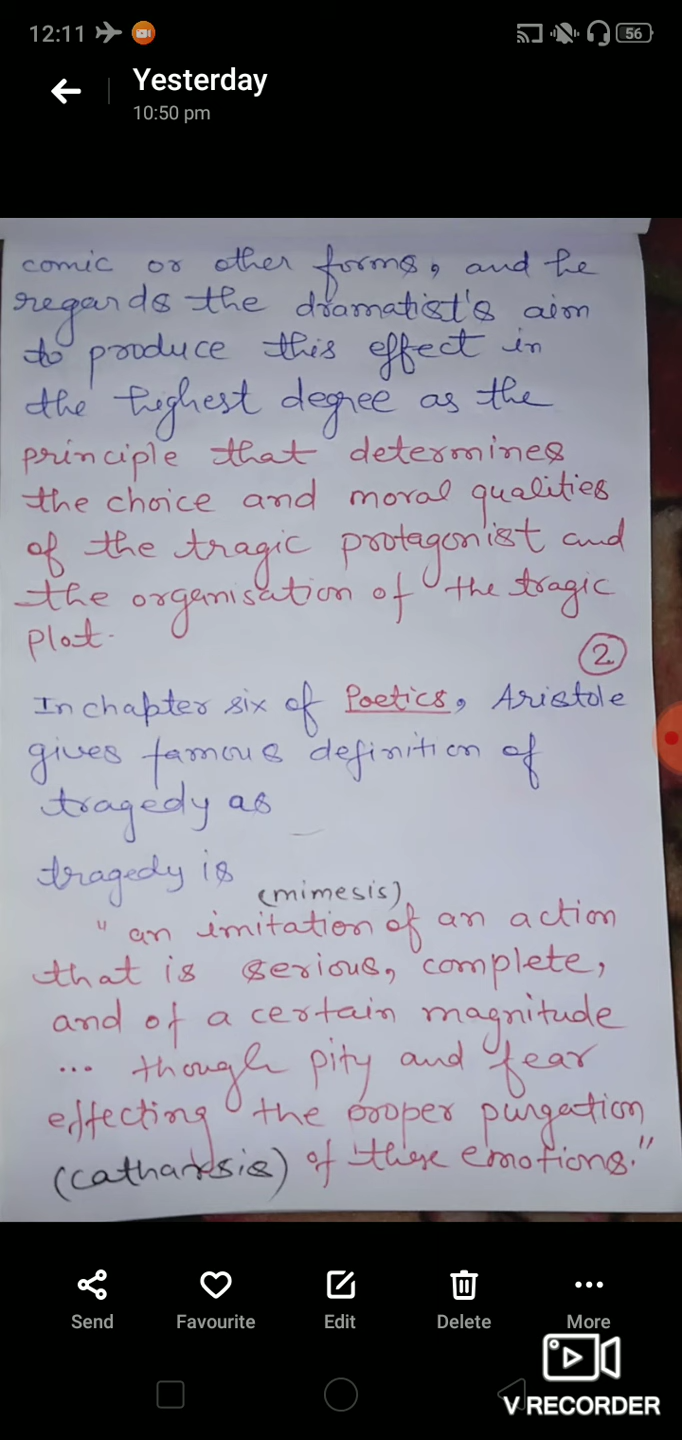 12:11
56
Yesterday
10:50 pm
comic or other forms, and he
regards the dramatist's aim
to produce this effect in
the highest degree as the
principle that determines
the choice and moral qualities
of the tragic protagonist and
the organisation of the tragic
plot.
2
In chapter six of Poetics, Aristole
gives famous definition of
tragedy as
tragedy is
(mimesis)
" an imitation of an action
that is serious, complete,
and of a certain magnitude
... though pity and fear
effecting the proper purgation
(catharsis) of these emotions."
Send
Favourite
Edit
Delete
More
V RECORDER